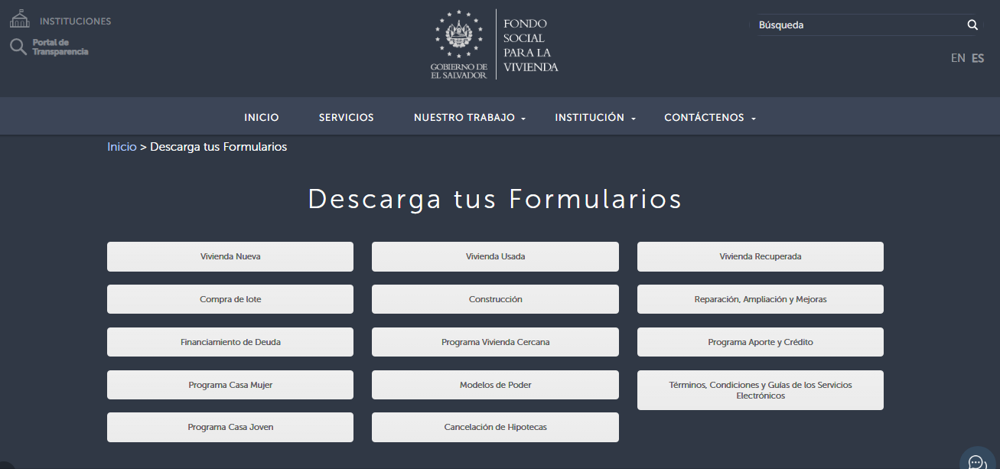 INSTITUCIONES
Portal de
Transparencia
GOBIERNO DE
EL SALVADOR
FONDO
SOCIAL
PARA LA
VIVIENDA
Búsqueda
EN ES
INICIO SERVICIOS NUESTRO TRABAJO INSTITUCIÓN CONTÁCTENOS
Inicio > Descarga tus Formularios
Descarga tus Formularios
Vivienda Nueva
Vivienda Usada
Vivienda Recuperada
Compra de lote
Construcción
Reparación, Ampliación y Mejoras
Financiamiento de Deuda
Programa Vivienda Cercana
Programa Aporte y Crédito
Programa Casa Mujer
Modelos de Poder
Términos, Condiciones y Guías de los Servicios
Electrónicos
Programa Casa Joven
Cancelación de Hipotecas